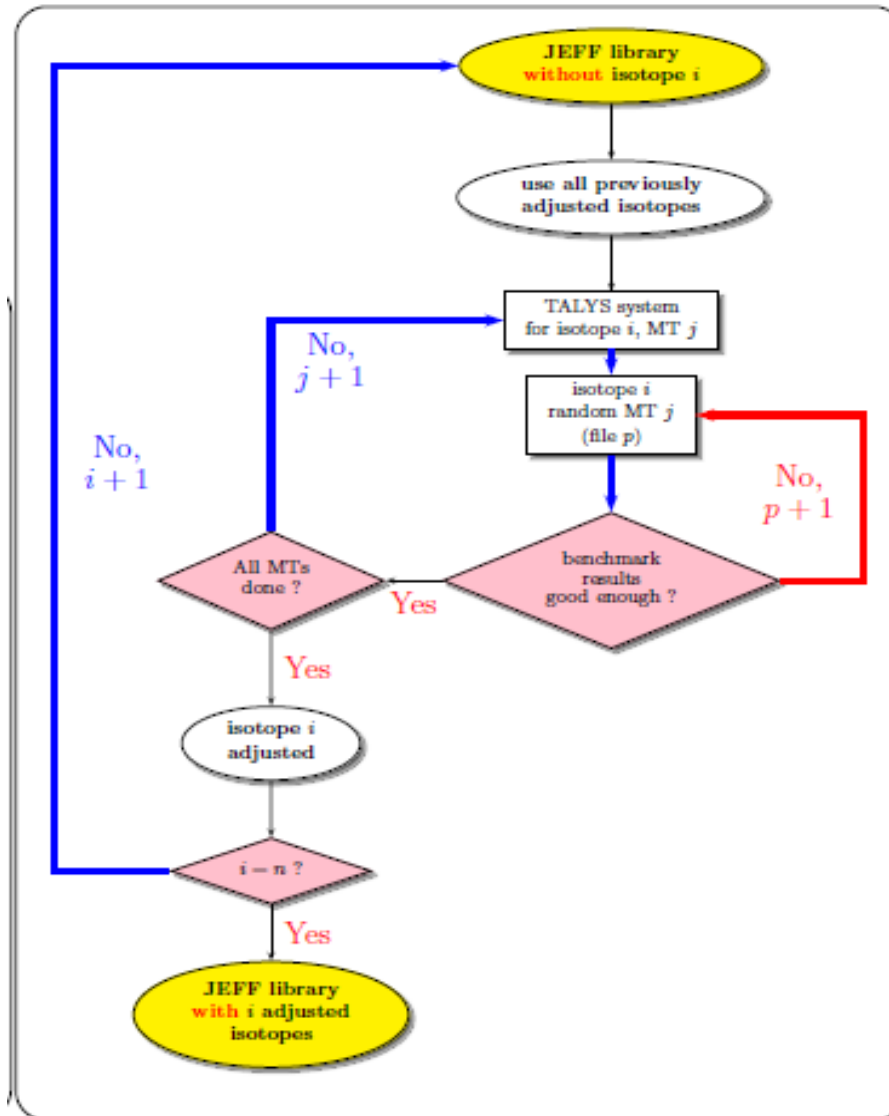 JEFF library
without isotope i
use all previously
adjusted isotopes
TALYS system
for isotope i, MT j
No,
j + 1
isotope i
random MT j
(file p)
No,
i + 1
No,
p + 1
All MTs
done ?
benchmark
results
good enough ?
Yes
Yes
isotope i
adjusted
i – n ?
Yes
JEFF library
with i adjusted
isotopes